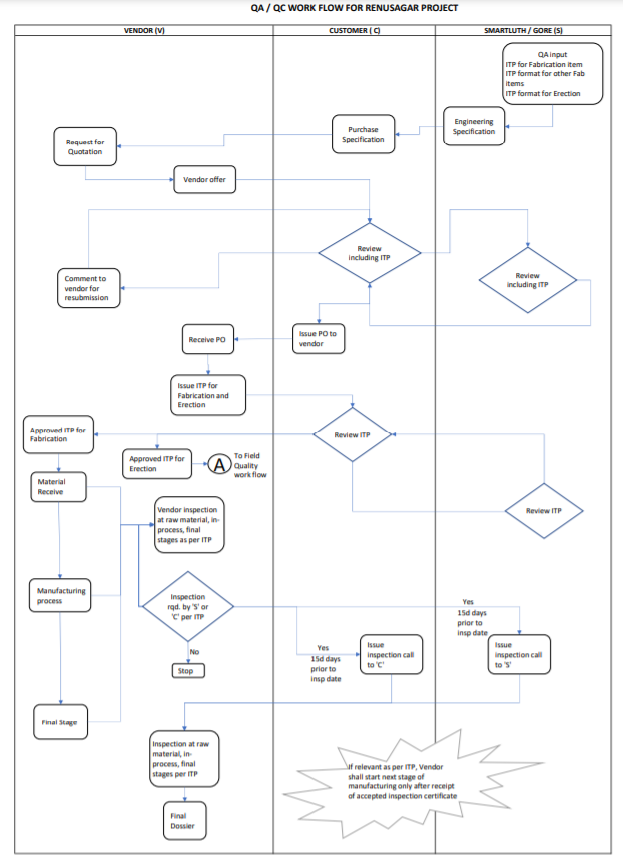 QA / QC WORK FLOW FOR RENUSAGAR PROJECT
VENDOR (V)
CUSTOMER ( C)
SMARTLUTH / GORE (S)
QA input
ITP for Fabrication item
ITP format for other Fab
items
ITP format for Erection
Engineering
Specification
Purchase
Specification
Request for
Quotation
Vendor offer
Review
including ITP
Review
including ITP
Comment to
vendor for
resubmission
Issue PO to
vendor
Receive PO
Issue ITP for
Fabrication and
Erection
Review ITP
Approved ITP for
Fabrication
Approved ITP for
Erection
A
To Field
Quality
work flow
Material
Receive
Review ITP
Vendor inspection
at raw material, in-
process, final
stages as per ITP
Manufacturing
process
Inspection
rqd. by 'S' or
'C' per ITP
Yes
15d days
prior to
insp date
Issue
inspection call
to 'S'
Yes
15d days
prior to
insp date
Issue
inspection call
to 'C'
No
Stop
Final Stage
Inspection at raw
material, in-
process, final
stages per ITP
If relevant as per ITP, Vendor
shall start next stage of
manufacturing only after receipt
of accepted inspection certificate
Final
Dossier